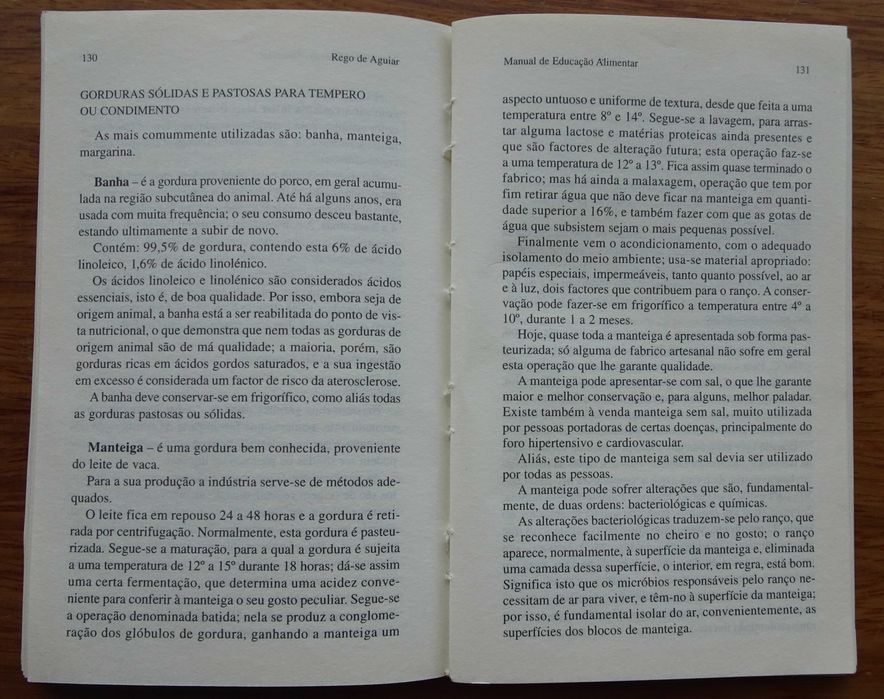 130
Rego de Aguiar
GORDURAS SÓLIDAS E PASTOSAS PARA TEMPERO
OU CONDIMENTO
As mais comummente utilizadas são: banha, manteiga,
margarina.
Banha – é a gordura proveniente do porco, em geral acumu-
lada na região subcutânea do animal. Até há alguns anos, era
usada com muita frequência; o seu consumo desceu bastante,
estando ultimamente a subir de novo.
Contém: 99,5% de gordura, contendo esta 6% de ácido
linoleico, 1,6% de ácido linolénico.
Os ácidos linoleico e linolénico são considerados ácidos
essenciais, isto é, de boa qualidade. Por isso, embora seja de
origem animal, a banha está a ser reabilitada do ponto de vis-
ta nutricional, o que demonstra que nem todas as gorduras de
origem animal são de má qualidade; a maioria, porém, são
gorduras ricas em ácidos gordos saturados, e a sua ingestão
em excesso é considerada um factor de risco da aterosclerose.
A banha deve conservar-se em frigorífico, como aliás todas
as gorduras pastosas ou sólidas.
Manteiga – é uma gordura bem conhecida, proveniente
do leite de vaca.
Para a sua produção a indústria serve-se de métodos ade-
quados.
O leite fica em repouso 24 a 48 horas e a gordura é reti-
rada por centrifugação. Normalmente, esta gordura é pasteu-
rizada. Segue-se a maturação, para a qual a gordura é sujeita
a uma temperatura de 12º a 15º durante 18 horas; dá-se assim
uma certa fermentação, que determina uma acidez conve-
niente para conferir à manteiga o seu gosto peculiar. Segue-se
a operação denominada batida; nela se produz a conglome-
ração dos glóbulos de gordura, ganhando a manteiga um
Manual de Educação Alimentar
131
aspecto untuoso e uniforme de textura, desde que feita a uma
temperatura entre 8º e 14º. Segue-se a lavagem, para arras-
tar alguma lactose e matérias proteicas ainda presentes e
que são factores de alteração futura; esta operação faz-se
a uma temperatura de 12º a 13º. Fica assim quase terminado o
fabrico; mas há ainda a malaxagem, operação que tem por
fim retirar água que não deve ficar na manteiga em quanti-
dade superior a 16%, e também fazer com que as gotas de
água que subsistem sejam o mais pequenas possível.
Finalmente vem o acondicionamento, com o adequado
isolamento do meio ambiente; usa-se material apropriado:
papéis especiais, impermeáveis, tanto quanto possível, ao ar
e à luz, dois factores que contribuem para o ranço. A conser-
vação pode fazer-se em frigorífico a temperatura entre 4º a
10º, durante 1 a 2 meses.
Hoje, quase toda a manteiga é apresentada sob forma pas-
teurizada; só alguma de fabrico artesanal não sofre em geral
esta operação que lhe garante qualidade.
A manteiga pode apresentar-se com sal, o que lhe garante
maior e melhor conservação e, para alguns, melhor paladar.
Existe também à venda manteiga sem sal, muito utilizada
por pessoas portadoras de certas doenças, principalmente do
foro hipertensivo e cardiovascular.
Aliás, este tipo de manteiga sem sal devia ser utilizado
por todas as pessoas.
A manteiga pode sofrer alterações que são, fundamental-
mente, de duas ordens: bacteriológicas e químicas.
As alterações bacteriológicas traduzem-se pelo ranço, que
se reconhece facilmente no cheiro e no gosto; o ranço
aparece, normalmente, à superfície da manteiga e, eliminada
uma camada dessa superfície, o interior, em regra, está bom.
Significa isto que os micróbios responsáveis pelo ranço ne-
cessitam de ar para viver, e têm-no à superfície da manteiga;
por isso, é fundamental isolar do ar, convenientemente, as
superfícies dos blocos de manteiga.